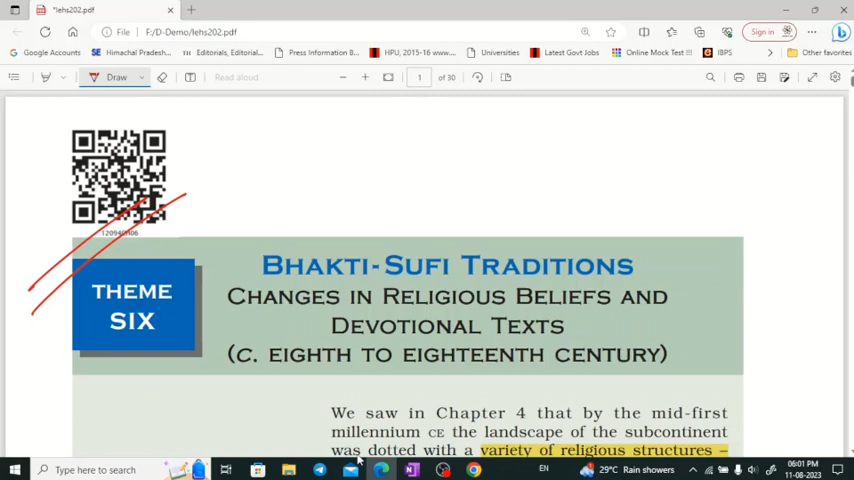 *lehs202.pdf
File
F:/D-Demo/lehs202.pdf
Sign in
Google Accounts
Himachal Pradesh...
Editorials, Editorial...
Press Information B...
HPU, 2015-16 www....
Universities
Latest Govt Jobs
Online Mock Test !!!
IBPS
Other favorites
Draw
Read aloud
1 of 30
THEME
SIX
BHAKTI-SUFI TRADITIONS
CHANGES IN RELIGIOUS BELIEFS AND
DEVOTIONAL TEXTS
(C. EIGHTH TO EIGHTEENTH CENTURY)
We saw in Chapter 4 that by the mid-first
millennium CE the landscape of the subcontinent
was dotted with a variety of religious structures –
Type here to search
EN
29°C Rain showers
06:01 PM
11-08-2023